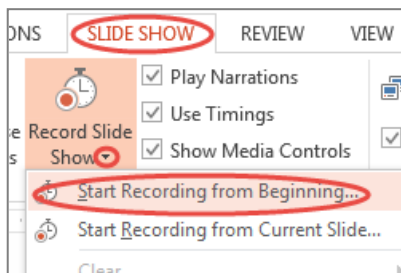 ONS SLIDE SHOW REVIEW VIEW
Play Narrations
Use Timings
Record Slide
Show
Show Media Controls
Start Recording from Beginning...
Start Recording from Current Slide...
Clear